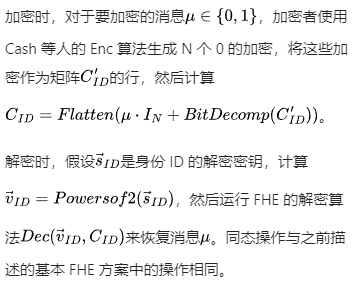 加密时，对于要加密的消息μ ∈ {0, 1}，加密者使用
Cash 等人的 Enc 算法生成 N 个 0 的加密，将这些加
密作为矩阵C'_{ID}的行，然后计算
C_{ID} = Flatten(μ · I_N + BitDecomp(C'_{ID}))。
解密时，假设\vec{s}_{ID}是身份 ID 的解密密钥，计算
\vec{v}_{ID} = Powersof2(\vec{s}_{ID})，然后运行 FHE 的解密算
法Dec(\vec{v}_{ID}, C_{ID})来恢复消息μ。同态操作与之前描
述的基本 FHE 方案中的操作相同。